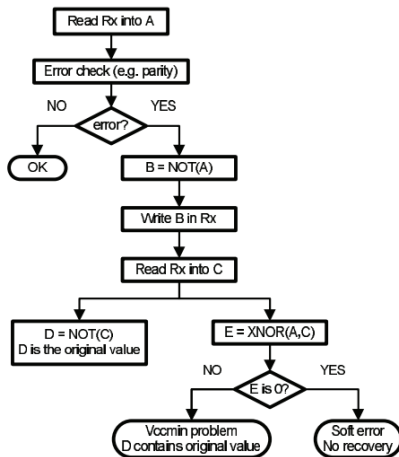 Read Rx into A
Error check (e.g. parity)
NO
YES
error?
OK
B = NOT(A)
Write B in Rx
Read Rx into C
D = NOT(C)
D is the original value
E = XNOR(A,C)
NO
YES
E is 0?
Vccmin problem
D contains original value
Soft error
No recovery